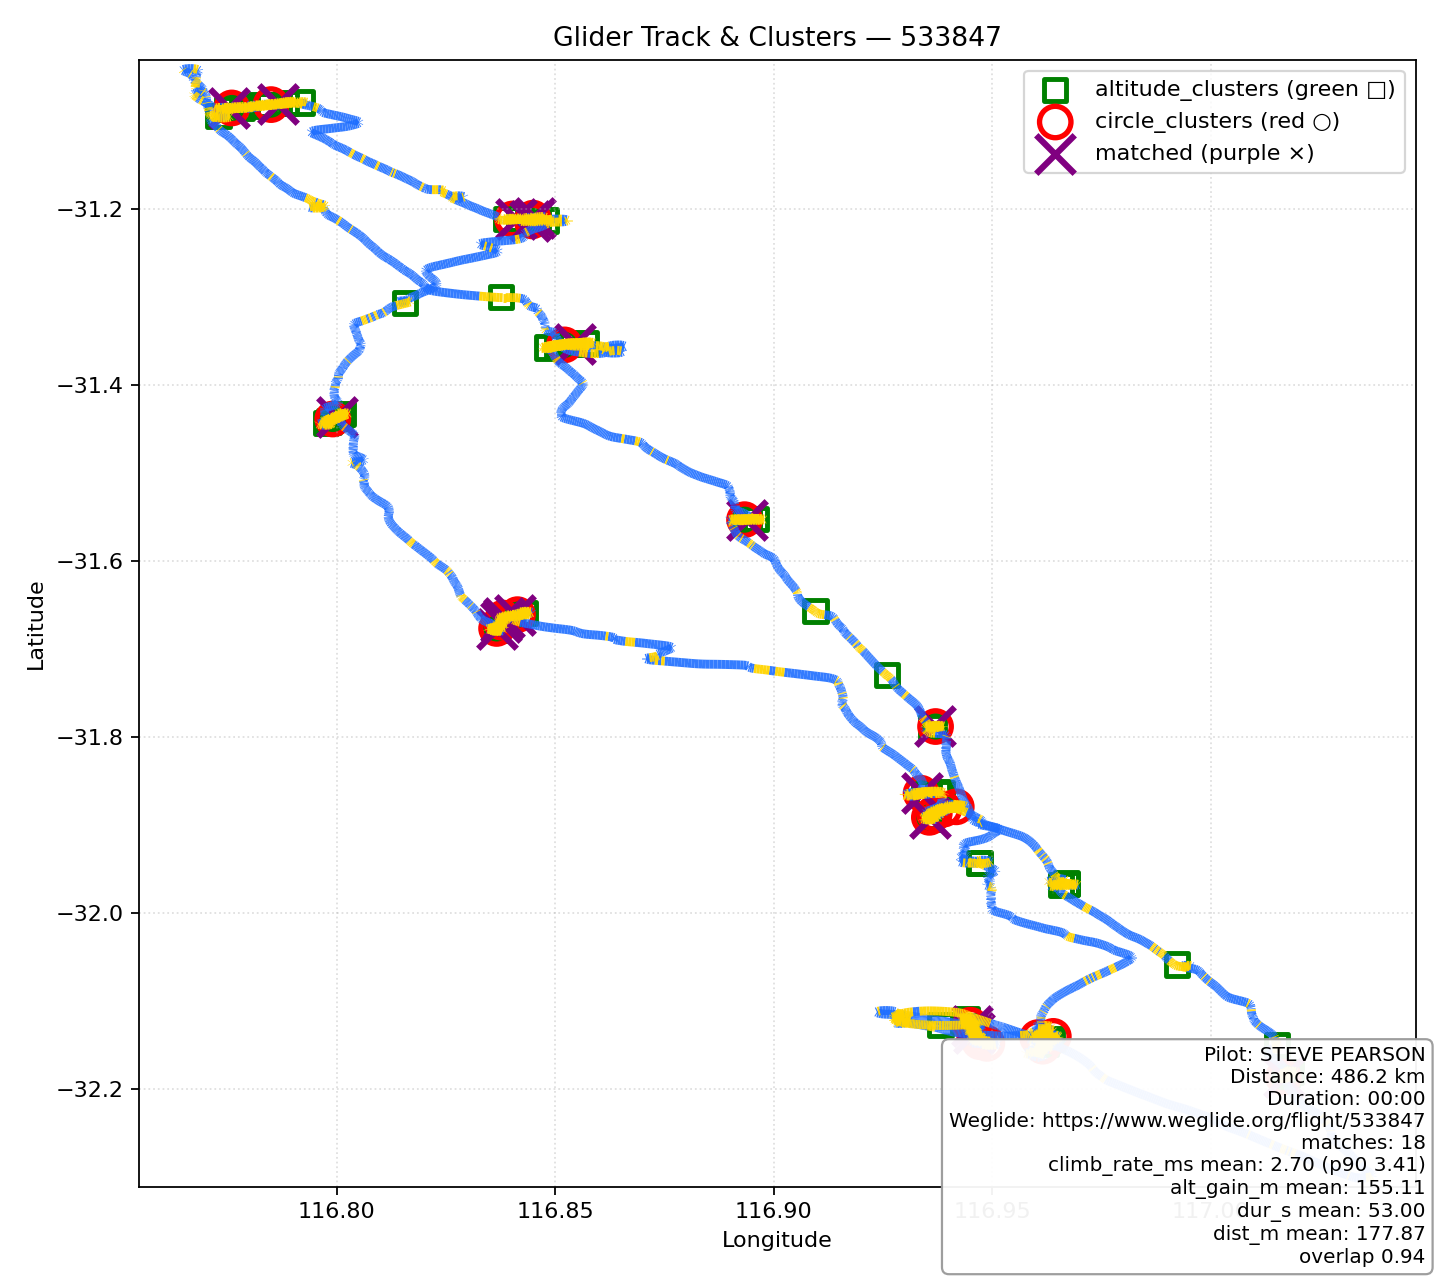 Glider Track & Clusters — 533847
altitude_clusters (green □)
circle_clusters (red ○)
matched (purple ×)
Latitude
−31.2
−31.4
−31.6
−31.8
−32.0
−32.2
Pilot: STEVE PEARSON
Distance: 486.2 km
Duration: 00:00
Weglide: https://www.weglide.org/flight/533847
matches: 18
climb_rate_ms mean: 2.70 (p90 3.41)
alt_gain_m mean: 155.11
dur_s mean: 53.00
dist_m mean: 177.87
overlap 0.94
116.80 116.85 116.90 116.95
Longitude